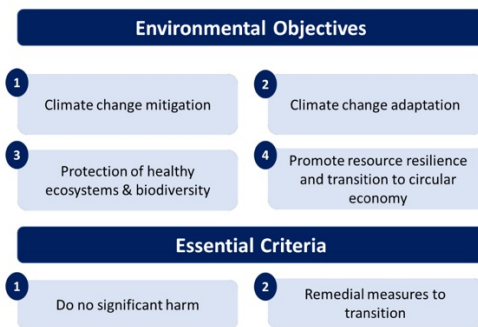 Environmental Objectives
1
Climate change mitigation
2
Climate change adaptation
3
Protection of healthy
ecosystems & biodiversity
4
Promote resource resilience
and transition to circular
economy
Essential Criteria
1
Do no significant harm
2
Remedial measures to
transition